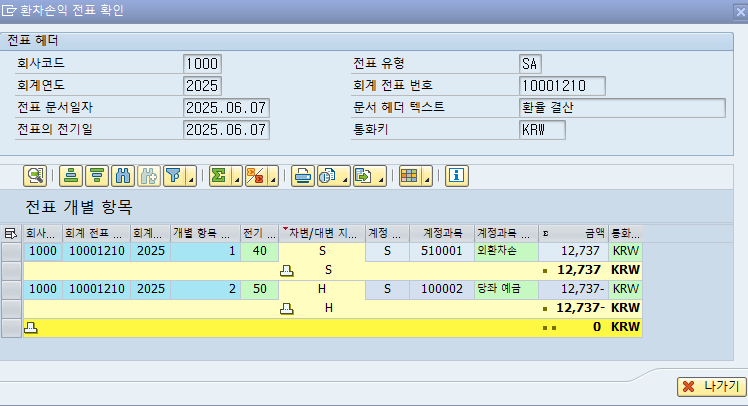 환차손익 전표 확인
전표 헤더
회사코드 1000 전표 유형 SA
회계연도 2025 회계 전표 번호 10001210
전표 문서일자 2025.06.07 문서 헤더 텍스트 환율 결산
전표의 전기일 2025.06.07 통화키 KRW
전표 개별 항목
회사... 회계 전표 ... 회계... 개별 항목 ... 전기 ... 차변/대변 지... 계정 ... 계정과목 계정과목 ... Σ 금액 통화...
1000 10001210 2025 1 40 S S 510001 외환차손 12,737 KRW
S 12,737 KRW
1000 10001210 2025 2 50 H S 100002 당좌 예금 12,737- KRW
H 12,737- KRW
0 KRW
나가기